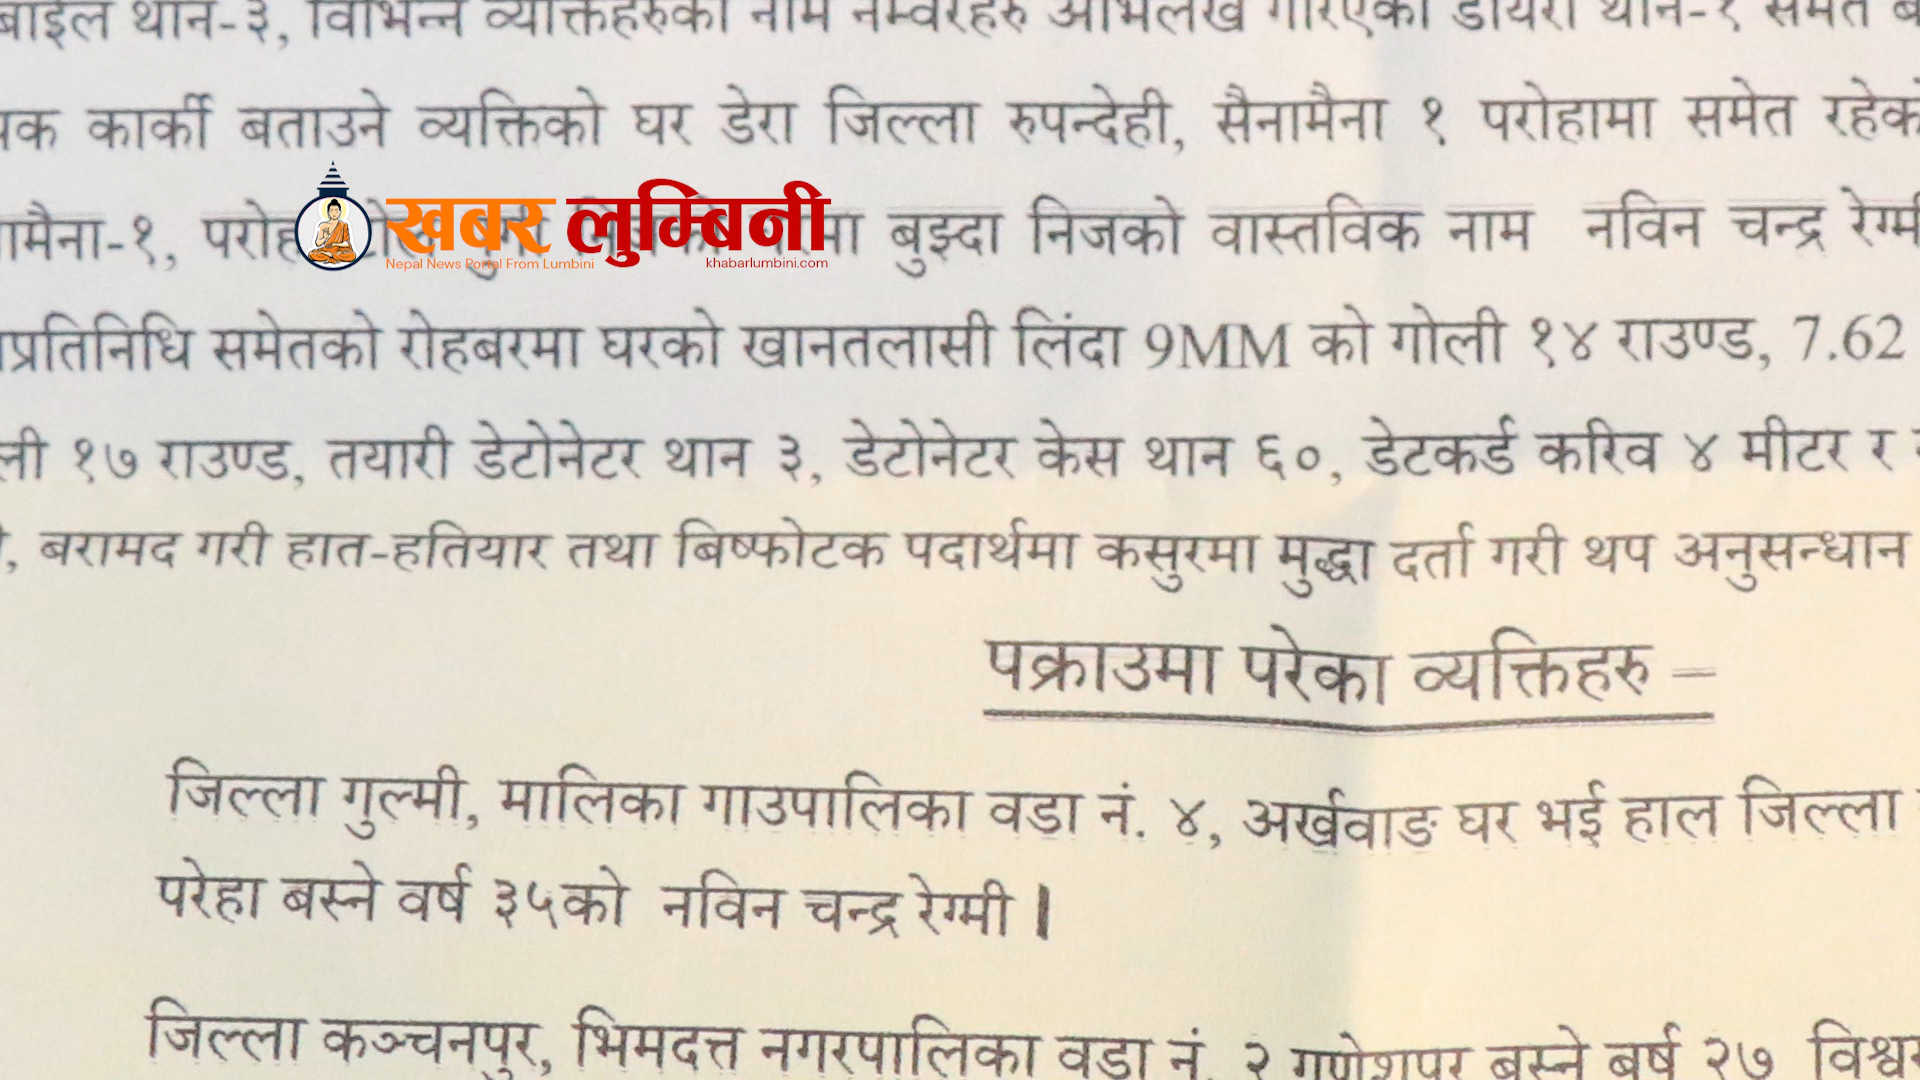 बाइल थान-३, विभिन्न व्यक्तिहरुको नाम नम्वरहरु अभिलेख गरिएको डायरी थान-१ समेत
कार्की बताउने व्यक्तिको घर डेरा जिल्ला रुपन्देही, सैनामैना १ परोहामा समेत रहेको
ामैना-१, परोह
खबर लुम्बिनी
Nepal News Portal From Lumbini
khabarlumbini.com
मा बुझ्दा निजको वास्तविक नाम नविन चन्द्र रेग्मी
प्रतिनिधि समेतको रोहबरमा घरको खानतलासी लिंदा 9MM को गोली १४ राउण्ड, 7.62
ली १७ राउण्ड, तयारी डेटोनेटर थान ३, डेटोनेटर केस थान ६०, डेटकर्ड करिव ४ मीटर र
, बरामद गरी हात-हतियार तथा बिष्फोटक पदार्थमा कसुरमा मुद्धा दर्ता गरी थप अनुसन्धान
पक्राउमा परेका व्यक्तिहरु –
जिल्ला गुल्मी, मालिका गाउपालिका वडा नं. ४, अर्खवाङ घर भई हाल जिल्ला
परेहा बस्ने वर्ष ३५को नविन चन्द्र रेग्मी।
जिल्ला कञ्चनपुर, भिमदत्त नगरपालिका वडा नं. २ गणेशपुर बस्ने बर्ष २७